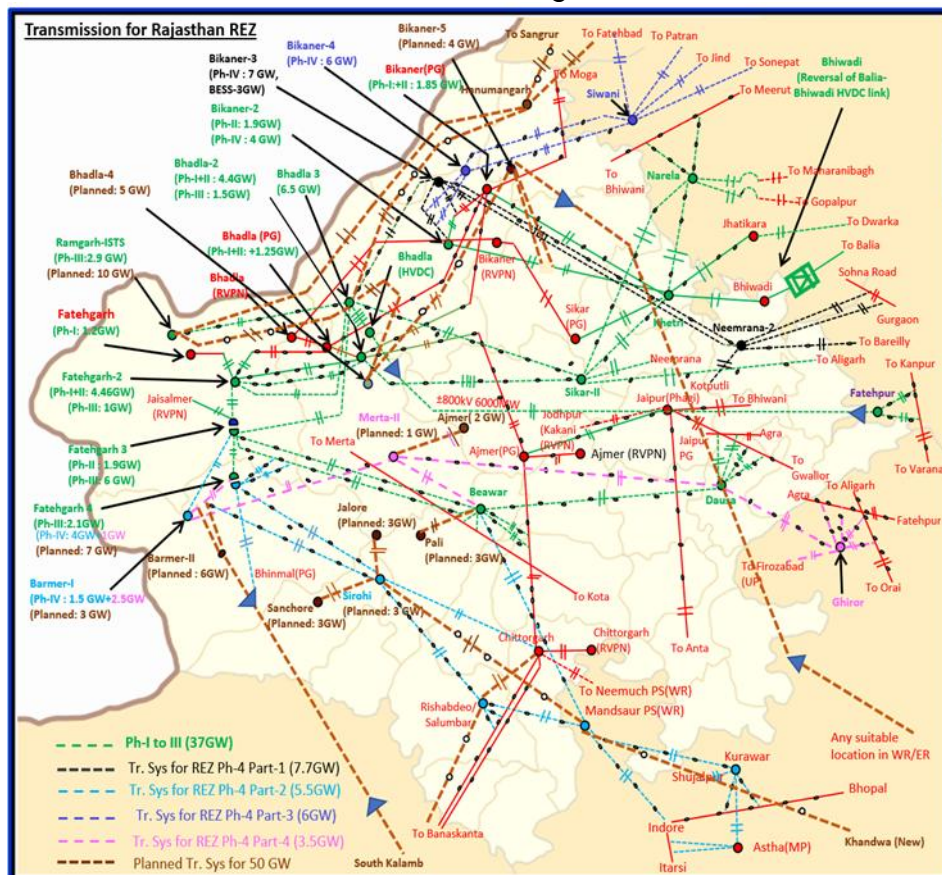 Transmission for Rajasthan REZ
Bikaner-5
(Planned: 4 GW)
To Sangrur
To Fatehbad
To Patran
To Jind
To Sonepat
Bikaner-4
(Ph-IV : 6 GW)
Bikaner-3
(Ph-IV : 7 GW,
BESS-3GW)
Bikaner(PG)
(Ph-I:+II : 1.85 GW)
Hanumangarh
To Moga
Siwani
To Meerut
Bhiwadi
(Reversal of Balia-
Bhiwadi HVDC link)
Bikaner-2
(Ph-II: 1.9GW)
(Ph-IV : 4 GW)
Bhadla-2
(Ph-I+II: 4.4GW)
(Ph-III : 1.5GW)
Bhadla 3
(6.5 GW)
Bhadla-4
(Planned: 5 GW)
To
Bhiwani
Narela
To Maharanibagh
To Gopalpur
Ramgarh-ISTS
(Ph-III:2.9 GW)
(Planned: 10 GW)
Bhadla (PG)
(Ph-I+II: +1.25GW)
Bhadla
(HVDC)
Bikaner
(RVPN)
Jhatikara
To Dwarka
To Balia
Bhadla
(RVPN)
Bhiwadi
Sohna Road
Gurgaon
Fatehgarh
(Ph-I: 1.2GW)
Sikar
(PG)
Khetri
Neemrana-2
To Bareilly
Fatehgarh-2
(Ph-I+II: 4.46GW)
(Ph-III: 1GW)
Neemrana
To Aligarh
To Kanpur
Sikar-II
Kotputli
Jaisalmer
(RVPN)
Merta-II
(Planned: 1 GW)
±800kV 6000MW
Ajmer( 2 GW)
Jodhpur
(Kakani
(RVPN)
Jaipur(Phagi)
To Bhiwani
Fatehpur
To Merta
Ajmer(PG)
Ajmer (RVPN)
Jaipur
PG
Agra
To
Gwalior
To Varana
Fatehgarh 3
(Ph-II : 1.9GW)
(Ph-III: 6 GW)
Beawar
Dausa
Agra
To Aligarh
Fatehpur
Fatehgarh 4
(Ph-III:2.1GW)
(Ph-IV: 4GW+1GW
(Planned: 7 GW)
Jalore
(Planned: 3GW)
Pali
(Planned: 3GW)
To Firozabad
(UP)
To Orai
Ghiror
Barmer-II
(Planned : 6GW)
Bhinmal(PG)
Barmer-I
(Ph-IV : 1.5 GW+2.5GW
(Planned: 3 GW)
Sanchore
(Planned: 3GW)
Sirohi
(Planned: 3 GW)
To Kota
Chittorgarh
Chittorgarh
(RVPN)
To Anta
To Neemuch PS(WR)
Rishabdeo/
Salumbar
Mandsaur PS(WR)
Any suitable
location in WR/ER
Kurawar
Shujalpur
Bhopal
To Banaskanta
Indore
Itarsi
Astha(MP)
Khandwa (New)
South Kalamb
Ph-I to III (37GW)
Tr. Sys for REZ Ph-4 Part-1 (7.7GW)
Tr. Sys for REZ Ph-4 Part-2 (5.5GW)
Tr. Sys for REZ Ph-4 Part-3 (6GW)
Tr. Sys for REZ Ph-4 Part-4 (3.5GW)
Planned Tr. Sys for 50 GW